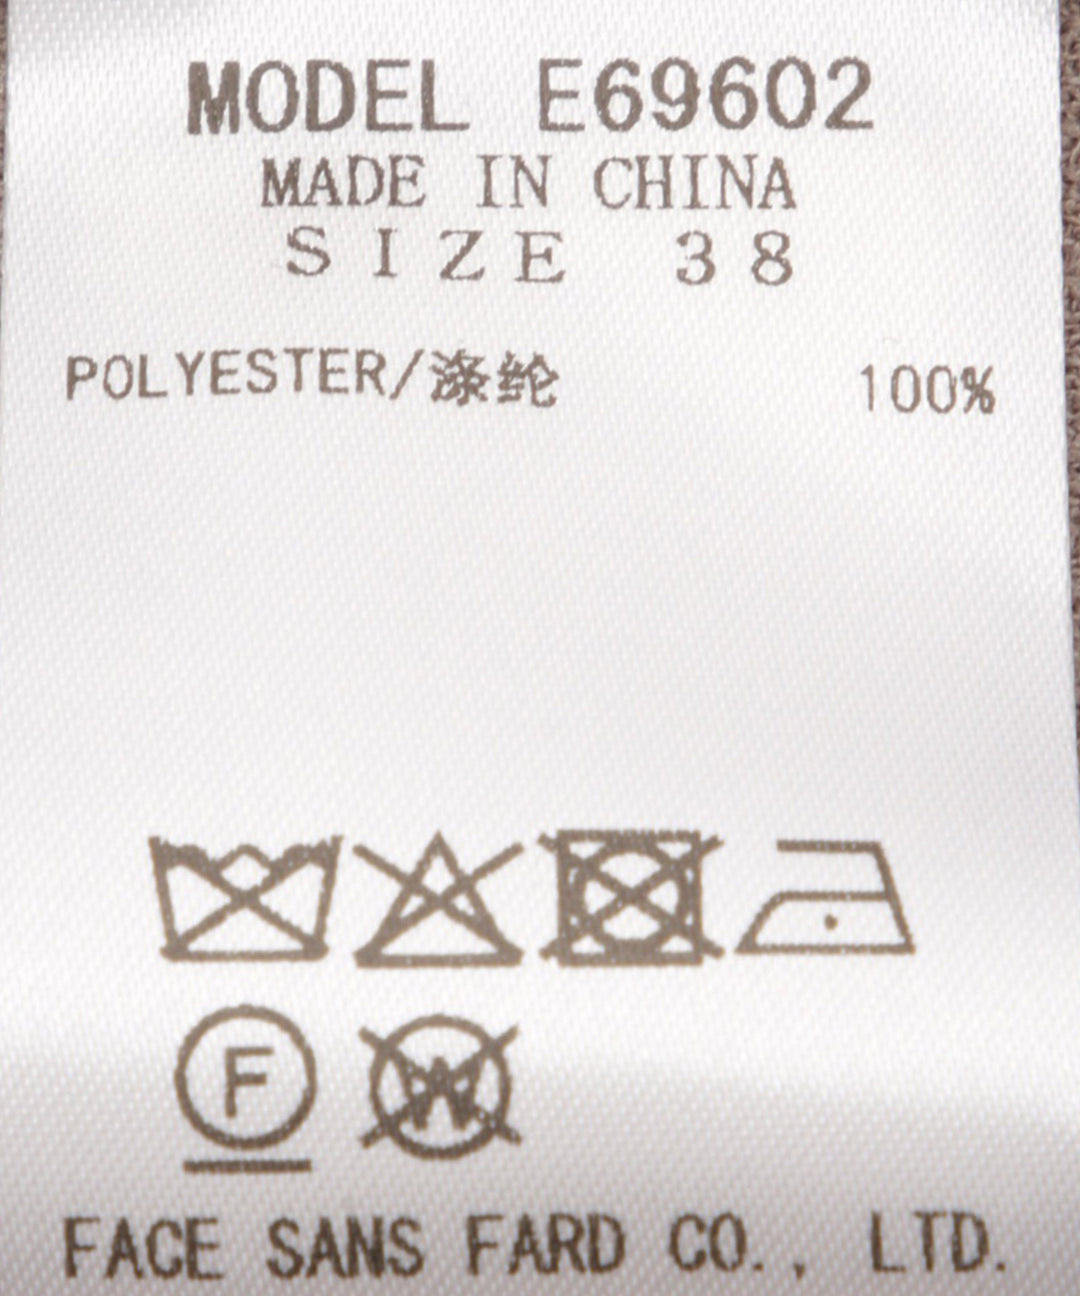 MODEL E69602
MADE IN CHINA
SIZE 38
POLYESTER/涤纶 100%
F W
FACE SANS FARD CO., LTD.